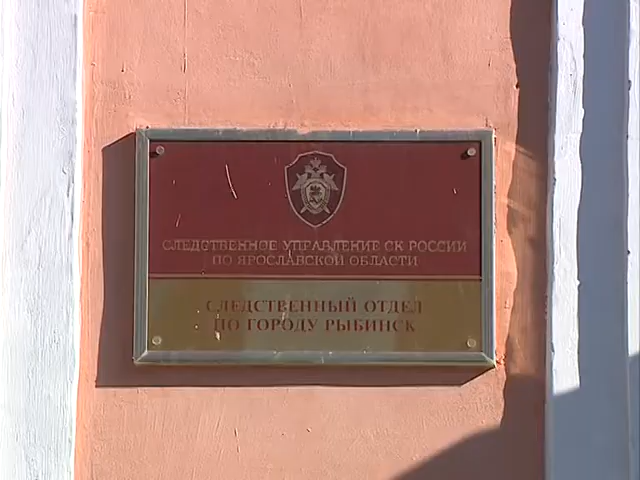 СЛЕДСТВЕННОЕ УПРАВЛЕНИЕ СК РОССИИ
ПО ЯРОСЛАВСКОЙ ОБЛАСТИ
СЛЕДСТВЕННЫЙ ОТДЕЛ
ПО ГОРОДУ РЫБИНСК